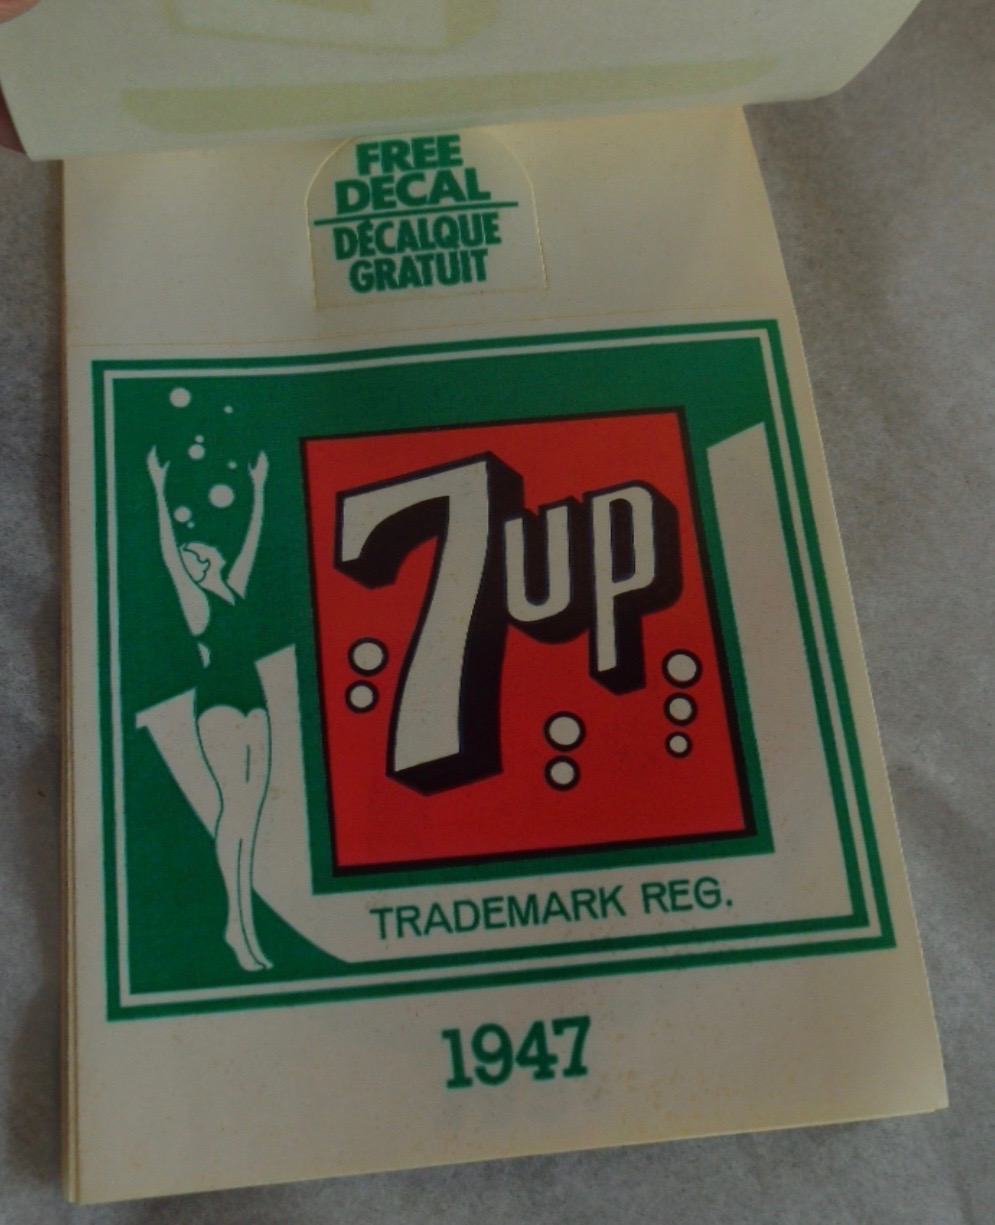 FREE
DECAL
DÉCALQUE
GRATUIT
7up
TRADEMARK REG.
1947